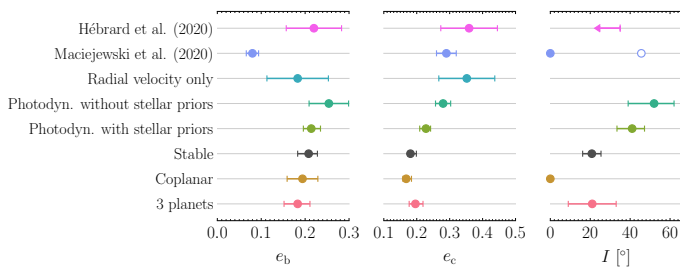 Hébrard et al. (2020)
Maciejewski et al. (2020)
Radial velocity only
Photodyn. without stellar priors
Photodyn. with stellar priors
Stable
Coplanar
3 planets
0.0 0.1 0.2 0.3 0.1 0.2 0.3 0.4 0.5 0 20 40 60
e_b e_c I [°]